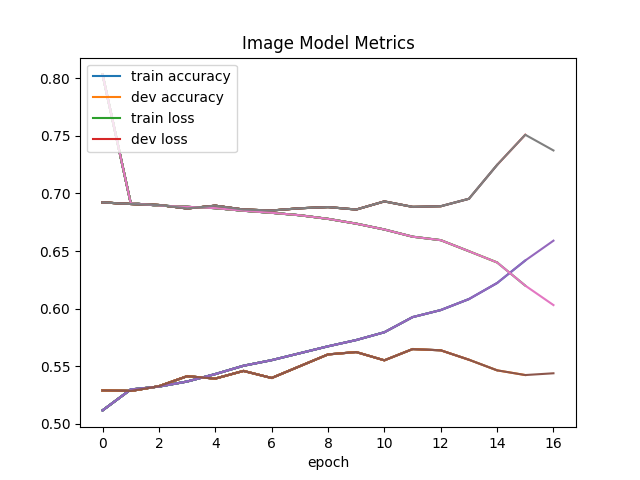 Image Model Metrics
train accuracy
dev accuracy
train loss
dev loss
0.80
0.75
0.70
0.65
0.60
0.55
0.50
0 2 4 6 8 10 12 14 16
epoch